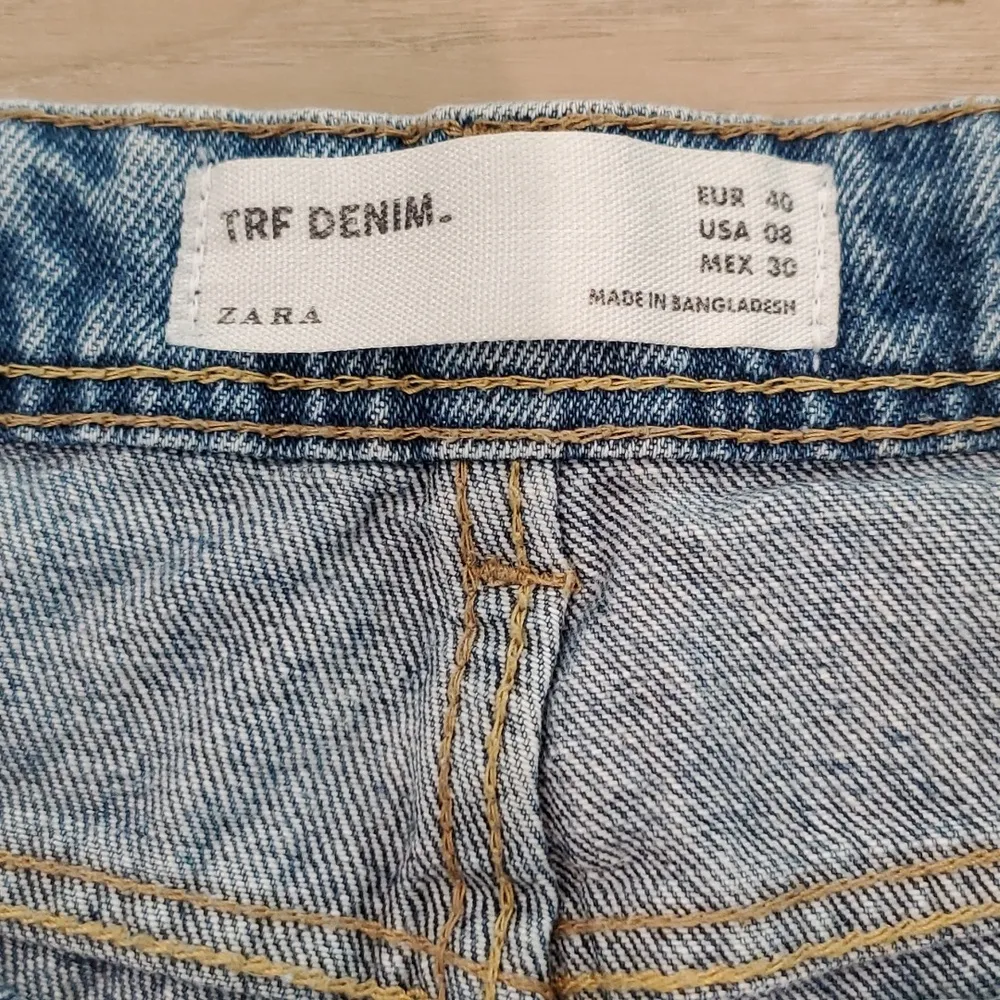 TRF DENIM.
ZARA
EUR 40
USA 08
MEX 30
MADE IN BANGLADESH